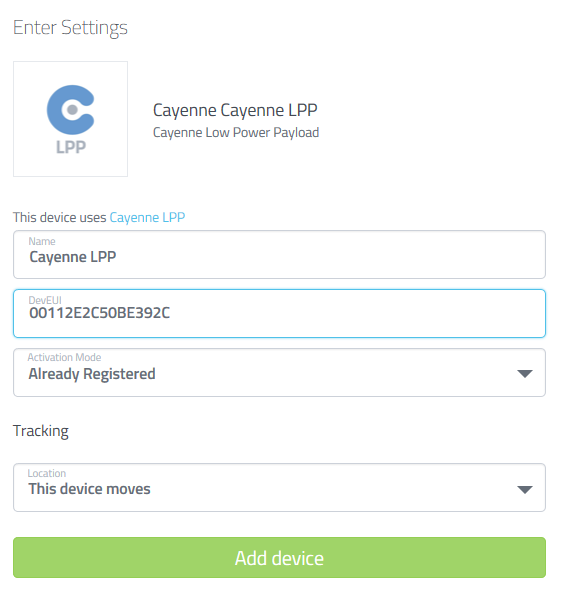 Enter Settings
LPP
Cayenne Cayenne LPP
Cayenne Low Power Payload
This device uses Cayenne LPP
Name
Cayenne LPP
DevEUI
00112E2C50BE392C
Activation Mode
Already Registered
Tracking
Location
This device moves
Add device